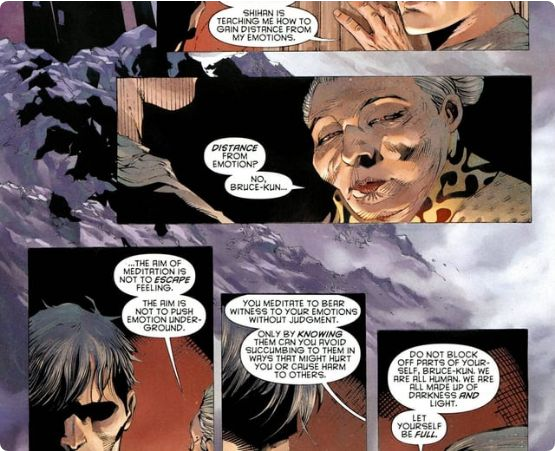 SHIHAN IS
TEACHING ME HOW TO
GAIN DISTANCE FROM
MY EMOTIONS.
DISTANCE
FROM
EMOTION?
NO,
BRUCE-KUN...
...THE AIM OF
MEDITATION IS
NOT TO ESCAPE
FEELING.
THE AIM IS
NOT TO PUSH
EMOTION UNDER-
GROUND.
YOU MEDITATE TO BEAR
WITNESS TO YOUR EMOTIONS
WITHOUT JUDGMENT.
ONLY BY KNOWING
THEM CAN YOU AVOID
SUCCUMBING TO THEM IN
WAYS THAT MIGHT HURT
YOU OR CAUSE HARM
TO OTHERS.
DO NOT BLOCK
OFF PARTS OF YOUR-
SELF, BRUCE-KUN. WE
ARE ALL HUMAN. WE ARE
ALL MADE UP OF
DARKNESS AND
LIGHT.
LET
YOURSELF
BE FULL.